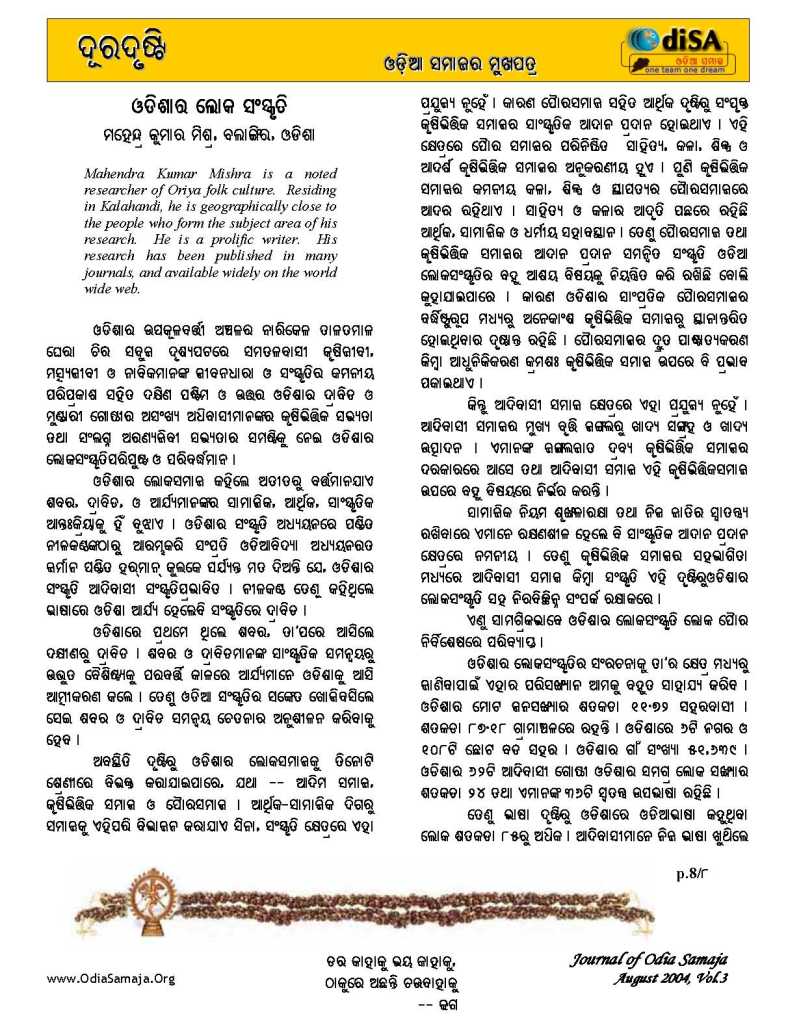 ଦୂରଦୃଷ୍ଟି
ଓଡ଼ିଆ ସମାଜର ମୁଖପତ୍ର
OdiSA
ଓଡ଼ିଆ ସମାଜ
one team one dream
ଓଡିଶାର ଲୋକ ସଂସ୍କୃତି
ମହେନ୍ଦ୍ର କୁମାର ମିଶ୍ର, ବଲାଙ୍ଗିର, ଓଡିଶା
Mahendra Kumar Mishra is a noted
researcher of Oriya folk culture. Residing
in Kalahandi, he is geographically close to
the people who form the subject area of his
research. He is a prolific writer. His
research has been published in many
journals, and available widely on the world
wide web.
ଓଡିଶାର ଉପକୂଳବର୍ତ୍ତୀ ଅଞ୍ଚଳର ନାରିକେଳ ତାଳତମାଳ
ଘେରା ଚିର ସବୁଜ ଦୃଶ୍ୟପଟରେ ସମତଳବାସୀ କୃଷିଜୀବୀ,
ମତ୍ସ୍ୟଜୀବୀ ଓ ନାବିକମାନଙ୍କ ଜୀବନଧାରା ଓ ସଂସ୍କୃତିର କମନୀୟ
ପରିପ୍ରକାଶ ସହିତ ଦକ୍ଷିଣ ପଶ୍ଚିମ ଓ ଉତ୍ତର ଓଡିଶାର ଦ୍ରାବିଡ ଓ
ମୁଣ୍ଡାରୀ ଗୋଷ୍ଠୀର ଅସଂଖ୍ୟ ଅଧିବାସୀମାନଙ୍କର କୃଷିଭିତ୍ତିକ ସଭ୍ୟତା
ତଥା ସଂଲଗ୍ନ ଅରଣ୍ୟଜିବୀ ସଭ୍ୟତାର ସମଷ୍ଟିକୁ ନେଇ ଓଡିଶାର
ଲୋକସଂସ୍କୃତିପରିପୁଷ୍ଟ ଓ ପରିବର୍ଦ୍ଧମାନ ।
ଓଡିଶାର ଲୋକସମାଜ କହିଲେ ଅତୀତରୁ ବର୍ତ୍ତମାନଯାଏ
ଶବର, ଦ୍ରାବିଡ, ଓ ଆର୍ଯ୍ୟମାନଙ୍କର ସାମାଜିକ, ଆର୍ଥିକ, ସାଂସ୍କୃତିକ
ଆନ୍ତଃକ୍ରିୟାକୁ ହିଁ ବୁଝାଏ । ଓଡିଶାର ସଂସ୍କୃତି ଅଧ୍ୟୟନରେ ପଣ୍ଡିତ
ନୀଳକଣ୍ଠଙ୍କଠାରୁ ଆରମ୍ଭକରି ସଂପ୍ରତି ଓଡିଆବିଦ୍ୟା ଅଧ୍ୟୟନରତ
ଜର୍ମାନ ପଣ୍ଡିତ ହର୍‌ମାନ୍ କୁଲକେ ପର୍ଯ୍ୟନ୍ତ ମତ ଦିଅନ୍ତି ଯେ, ଓଡିଶାର
ସଂସ୍କୃତି ଆଦିବାସୀ ସଂସ୍କୃତିପ୍ରଭାବିତ । ନୀଳକଣ୍ଠ ତେଣୁ କହିଥିଲେ
ଭାଷାରେ ଓଡିଶା ଆର୍ଯ୍ୟ ହେଲେବି ସଂସ୍କୃତିରେ ଦ୍ରାବିଡ ।
ଓଡିଶାରେ ପ୍ରଥମେ ଥିଲେ ଶବର, ତା'ପରେ ଆସିଲେ
ଦକ୍ଷୀଣରୁ ଦ୍ରାବିଡ । ଶବର ଓ ଦ୍ରାବିଡମାନଙ୍କ ସାଂସ୍କୃତିକ ସମନ୍ୱୟରୁ
ଉଦ୍ଭୂତ ବୈଶିଷ୍ଟ୍ୟକୁ ପରବର୍ତ୍ତି କାଳରେ ଆର୍ଯ୍ୟମାନେ ଓଡିଶାକୁ ଆସି
ଆତ୍ମୀକରଣ କଲେ । ତେଣୁ ଓଡିଆ ସଂସ୍କୃତିର ସଙ୍କେତ ଖୋଜିବସିଲେ
ସେଇ ଶବର ଓ ଦ୍ରାବିଡ ସମନ୍ୱୟ ଚେତନାର ଅନୁଶୀଳନ କରିବାକୁ
ହେବ ।
ଅବସ୍ଥିତି ଦୃଷ୍ଟିରୁ ଓଡିଶାର ଲୋକସମାଜକୁ ତିନୋଟି
ଶ୍ରେଣୀରେ ବିଭକ୍ତ କରାଯାଇପାରେ, ଯଥା -- ଆଦିମ ସମାଜ,
କୃଷିଭିତ୍ତିକ ସମାଜ ଓ ପୌରସମାଜ । ଆର୍ଥିକ-ସାମାଜିକ ଦିଗରୁ
ସମାଜକୁ ଏହିପରି ବିଭାଜନ କରାଯାଏ ସିନା, ସଂସ୍କୃତି କ୍ଷେତ୍ରରେ ଏହା
ପ୍ରଯୁଜ୍ୟ ନୁହେଁ । କାରଣ ପୌରସମାଜ ସହିତ ଆର୍ଥିକ ଦୃଷ୍ଟିରୁ ସଂପୃକ୍ତ
କୃଷିଭିତ୍ତିକ ସମାଜର ସାଂସ୍କୃତିକ ଆଦାନ ପ୍ରଦାନ ହୋଇଥାଏ । ଏହି
କ୍ଷେତ୍ରରେ ପୌର ସମାଜର ପରିନିଷ୍ଠିତ ସାହିତ୍ୟ, କଳା, ଶିଳ୍ପ ଓ
ଆଦର୍ଶ କୃଷିଭିତ୍ତିକ ସମାଜର ଅନୁକରଣୀୟ ହୁଏ । ପୁଣି କୃଷିଭିତ୍ତିକ
ସମାଜର କମନୀୟ କଳା, ଶିଳ୍ପ ଓ ସ୍ଥାପତ୍ୟର ପୌରସମାଜରେ
ଆଦର ରହିଥାଏ । ସାହିତ୍ୟ ଓ କଳାର ଆଦୃତି ପଛରେ ରହିଛି
ଆର୍ଥିକ, ସାମାଜିକ ଓ ଧର୍ମୀୟ ସହାବସ୍ଥାନ । ତେଣୁ ପୌରସମାଜ ତଥା
କୃଷିଭିତ୍ତିକ ସମାଜର ଆଦାନ ପ୍ରଦାନ ସମନ୍ୱିତ ସଂସ୍କୃତି ଓଡିଆ
ଲୋକସଂସ୍କୃତିର ବହୁ ଆଶୟ ବିଷୟକୁ ନିୟନ୍ତ୍ରିତ କରି ରଖିଛି ବୋଲି
କୁହାଯାଇପାରେ । କାରଣ ଓଡିଶାର ସାଂପ୍ରତିକ ପୌରସମାଜର
ବର୍ଦ୍ଧିଷ୍ଣୁରୂପ ମଧ୍ୟରୁ ଅନେକାଂଶ କୃଷିଭିତ୍ତିକ ସମାଜରୁ ସ୍ଥାନାନ୍ତରିତ
ହୋଇଥିବାର ଦୃଷ୍ଟାନ୍ତ ରହିଛି । ପୌରସମାଜର ଦ୍ରୁତ ପାଶ୍ଚାତ୍ୟକରଣ
କିମ୍ବା ଆଧୁନିକିକରଣ କ୍ରମଶଃ କୃଷିଭିତ୍ତିକ ସମାଜ ଉପରେ ବି ପ୍ରଭାବ
ପକାଇଥାଏ ।
କିନ୍ତୁ ଆଦିବାସୀ ସମାଜ କ୍ଷେତ୍ରରେ ଏହା ପ୍ରଯୁଜ୍ୟ ନୁହେଁ ।
ଆଦିବାସୀ ସମାଜର ମୁଖ୍ୟ ବୃତ୍ତି ଜଙ୍ଗଲରୁ ଖାଦ୍ୟ ସଂଗ୍ରହ ଓ ଖାଦ୍ୟ
ଉତ୍ପାଦନ । ଏମାନଙ୍କ ଜଙ୍ଗଲଜାତ ଦ୍ରବ୍ୟ କୃଷିଭିତ୍ତିକ ସମାଜର
ଦରକାରରେ ଆସେ ତଥା ଆଦିବାସୀ ସମାଜ ଏହି କୃଷିଭିତ୍ତିକସମାଜ
ଉପରେ ବହୁ ବିଷୟରେ ନିର୍ଭର କରନ୍ତି ।
ସାମାଜିକ ନିୟମ ଶୃଙ୍ଖଳାରକ୍ଷା ତଥା ନିଜ ଜାତିର ସ୍ୱାତନ୍ତ୍ର୍ୟ
ରଖିବାରେ ଏମାନେ ରକ୍ଷଣଶୀଳ ହେଲେ ବି ସାଂସ୍କୃତିକ ଆଦାନ ପ୍ରଦାନ
କ୍ଷେତ୍ରରେ ନମନୀୟ । ତେଣୁ କୃଷିଭିତ୍ତିକ ସମାଜର ସହଭାଗିତା
ମଧ୍ୟରେ ଆଦିବାସୀ ସମାଜ କିମ୍ବା ସଂସ୍କୃତି ଏହି ଦୃଷ୍ଟିରୁଓଡିଶାର
ଲୋକସଂସ୍କୃତି ସହ ନିରବିଚ୍ଛିନ୍ନ ସଂପର୍କ ରକ୍ଷାକରେ ।
ଏଣୁ ସାମଗ୍ରିକଭାବେ ଓଡିଶାର ଲୋକସଂସ୍କୃତି ଲୋକ ପୌର
ନିର୍ବିଶେଷରେ ପରିବ୍ୟାପ୍ତ ।
ଓଡିଶାର ଲୋକସଂସ୍କୃତିର ସଂରଚନାକୁ ତା'ର କ୍ଷେତ୍ର ମଧ୍ୟରୁ
ଜାଣିବାପାଇଁ ଏହାର ପରିସଂଖ୍ୟାନ ଆମକୁ ବହୁତ ସାହାଯ୍ୟ କରିବ ।
ଓଡିଶାର ମୋଟ ଜନସଂଖ୍ୟାର ଶତକଡା ୧୧.୭୨ ସହରବାସୀ ।
ଶତକଡା ୮୭.୧୮ ଗ୍ରାମାଞ୍ଚଳରେ ରହନ୍ତି । ଓଡିଶାରେ ୬ଟି ନଗର ଓ
୧୦୮ଟି ଛୋଟ ବଡ ସହର । ଓଡିଶାର ଗାଁ ସଂଖ୍ୟା ୫୧,୬୩୯ ।
ଓଡିଶାର ୬୨ଟି ଆଦିବାସୀ ଗୋଷ୍ଠୀ ଓଡିଶାର ସମଗ୍ର ଲୋକ ସଂଖ୍ୟାର
ଶତକଡା ୨୪ ତଥା ଏମାନଙ୍କ ୩୬ଟି ସ୍ୱତନ୍ତ୍ର ଉପଭାଷା ରହିଛି ।
ତେଣୁ ଭାଷା ଦୃଷ୍ଟିରୁ ଓଡିଶାରେ ଓଡିଆଭାଷା କହୁଥିବା
ଲୋକ ଶତକଡା ୮୫ରୁ ଅଧିକ । ଆଦିବାସୀମାନେ ନିଜ ଭାଷା ଖୁର୍ଥିଲେ
p.8/୮
ଡର କାହାକୁ ଭୟ କାହାକୁ,
ଠାକୁରେ ଅଛନ୍ତି ଚଉବାହାକୁ
-- ଭଗ
www.OdiaSamaja.Org
Journal of Odia Samaja
August 2004, Vol.3